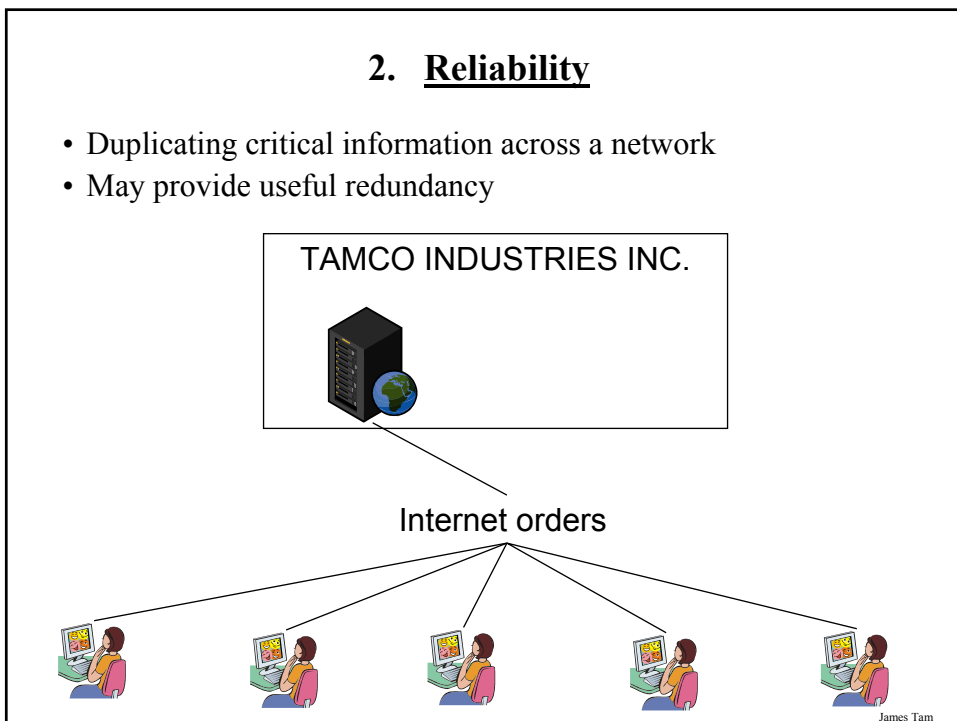 2. Reliability
• Duplicating critical information across a network
• May provide useful redundancy
TAMCO INDUSTRIES INC.
Internet orders
James Tam